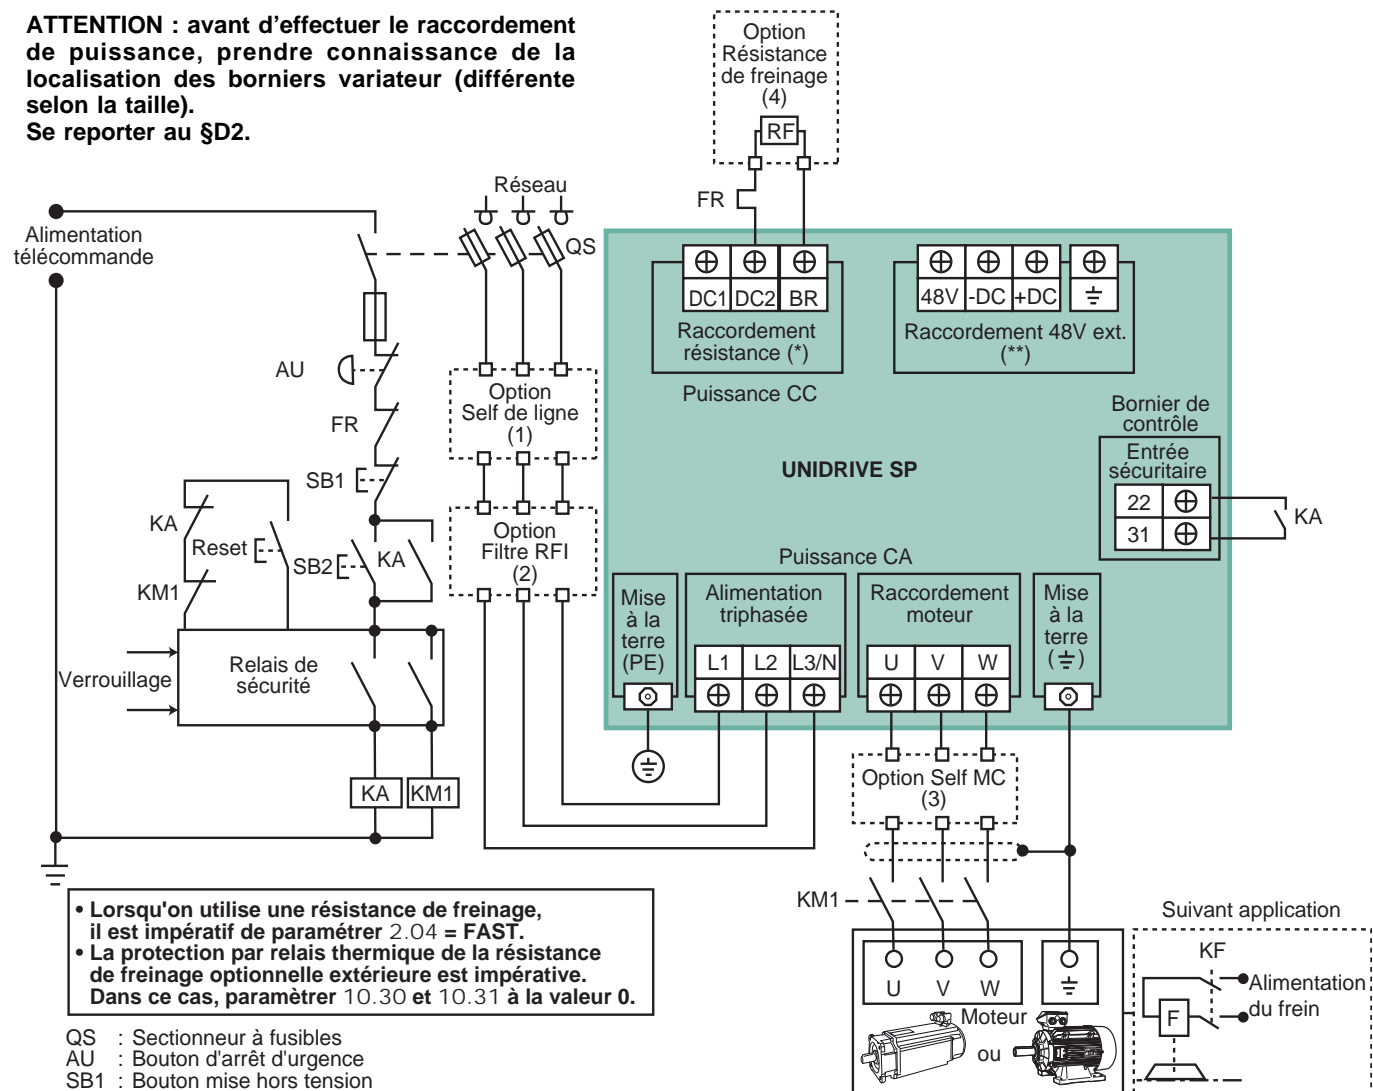 ATTENTION : avant d'effectuer le raccordement
de puissance, prendre connaissance de la
localisation des borniers variateur (différente
selon la taille).
Se reporter au §D2.
Option
Résistance
de freinage
(4)
RF
FR
Réseau
QS
Alimentation
télécommande
DC1 DC2 BR
Raccordement
résistance (*)
Puissance CC
48V -DC +DC
Raccordement 48V ext.
(**)
AU
FR
SB1
Option
Self de ligne
(1)
UNIDRIVE SP
Bornier de
contrôle
Entrée
sécuritaire
22
31
KA
KA
Reset
KM1
SB2
KA
Option
Filtre RFI
(2)
Puissance CA
Mise
à la
terre
(PE)
Alimentation
triphasée
L1 L2 L3/N
Raccordement
moteur
U V W
Mise
à la
terre
(⏚)
Verrouillage
Relais de
sécurité
KA KM1
Option Self MC
(3)
KM1
• Lorsqu'on utilise une résistance de freinage,
il est impératif de paramétrer 2.04 = FAST.
• La protection par relais thermique de la résistance
de freinage optionnelle extérieure est impérative.
Dans ce cas, paramètrer 10.30 et 10.31 à la valeur 0.
U V W
Moteur
ou
Suivant application
KF
Alimentation
du frein
F
QS : Sectionneur à fusibles
AU : Bouton d'arrêt d'urgence
SB1 : Bouton mise hors tension